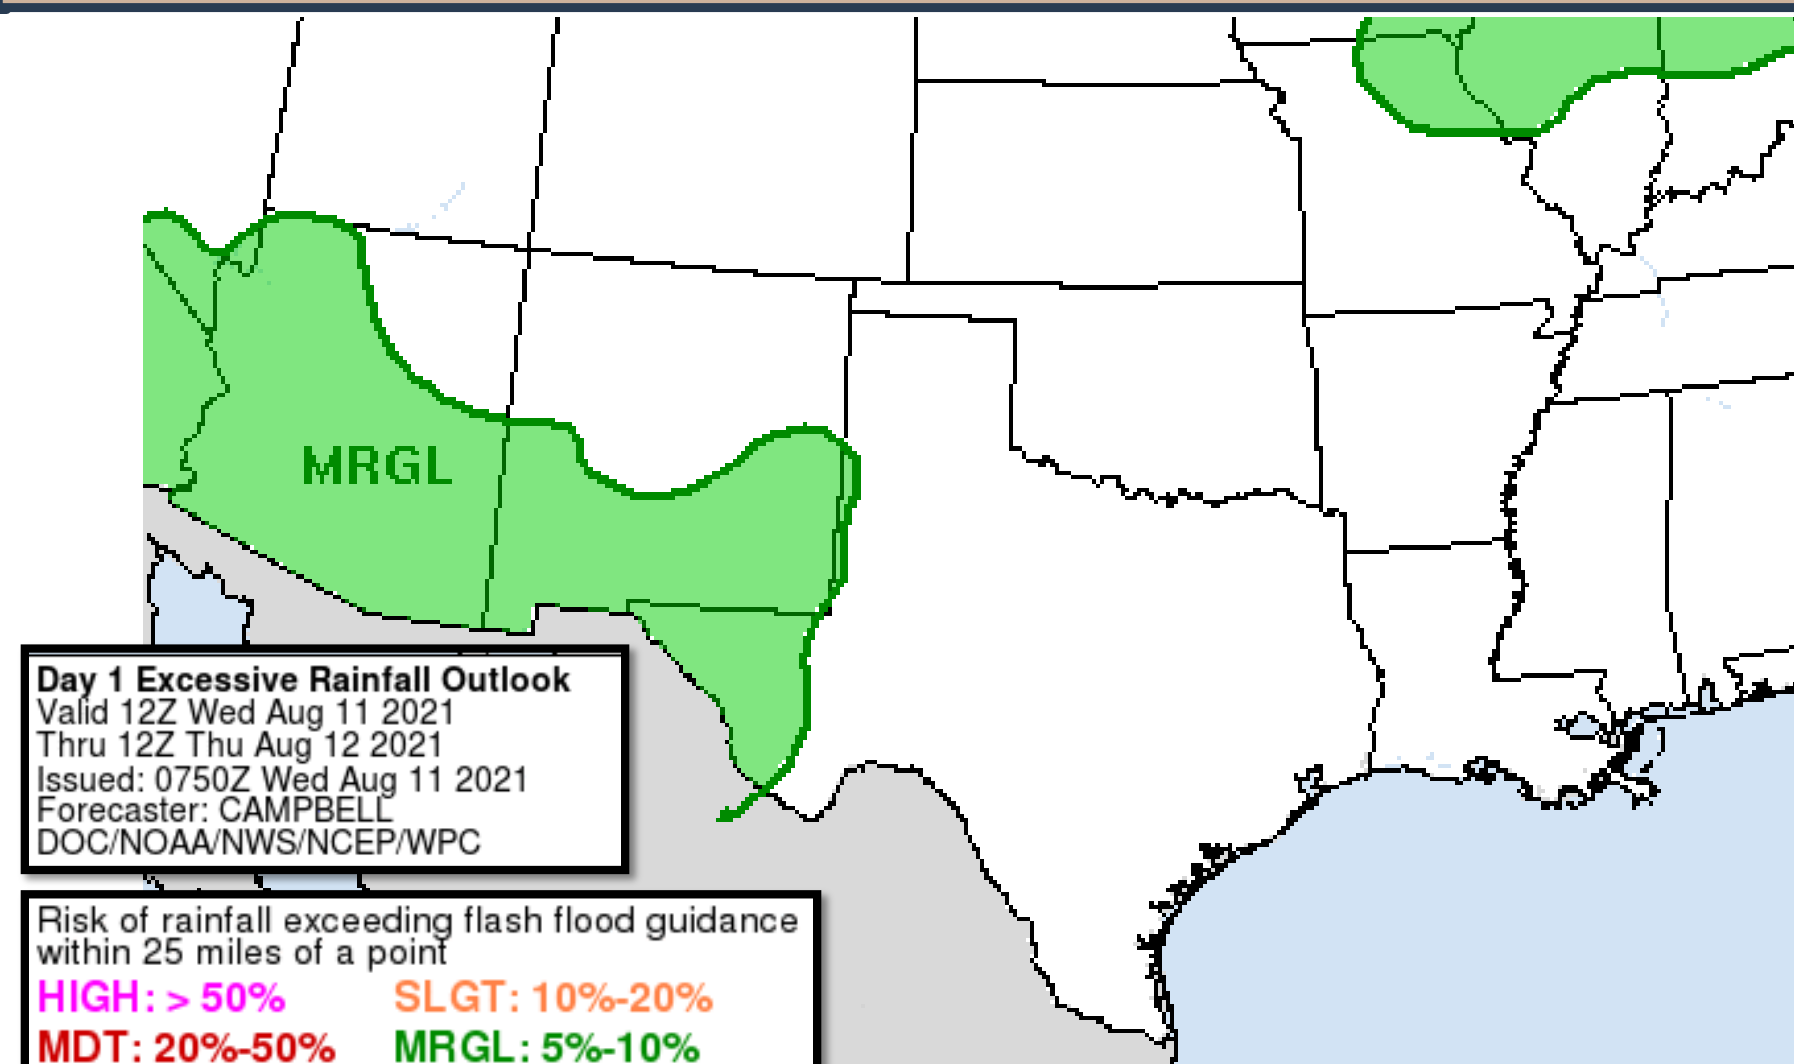 MRGL
Day 1 Excessive Rainfall Outlook
Valid 12Z Wed Aug 11 2021
Thru 12Z Thu Aug 12 2021
Issued: 0750Z Wed Aug 11 2021
Forecaster: CAMPBELL
DOC/NOAA/NWS/NCEP/WPC
Risk of rainfall exceeding flash flood guidance
within 25 miles of a point
HIGH: > 50% SLGT: 10%-20%
MDT: 20%-50% MRGL: 5%-10%